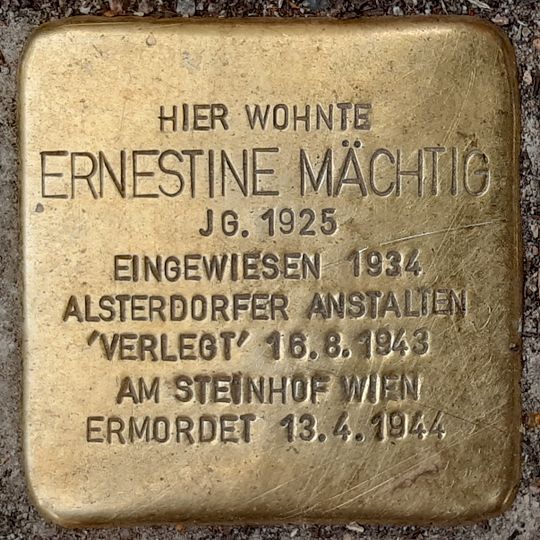 HIER WOHNTE
ERNESTINE MÄCHTIG
JG. 1925
EINGEWIESEN 1934
ALSTERDORFER ANSTALTEN
'VERLEGT' 16.8.1943
AM STEINHOF WIEN
ERMORDET 13.4.1944